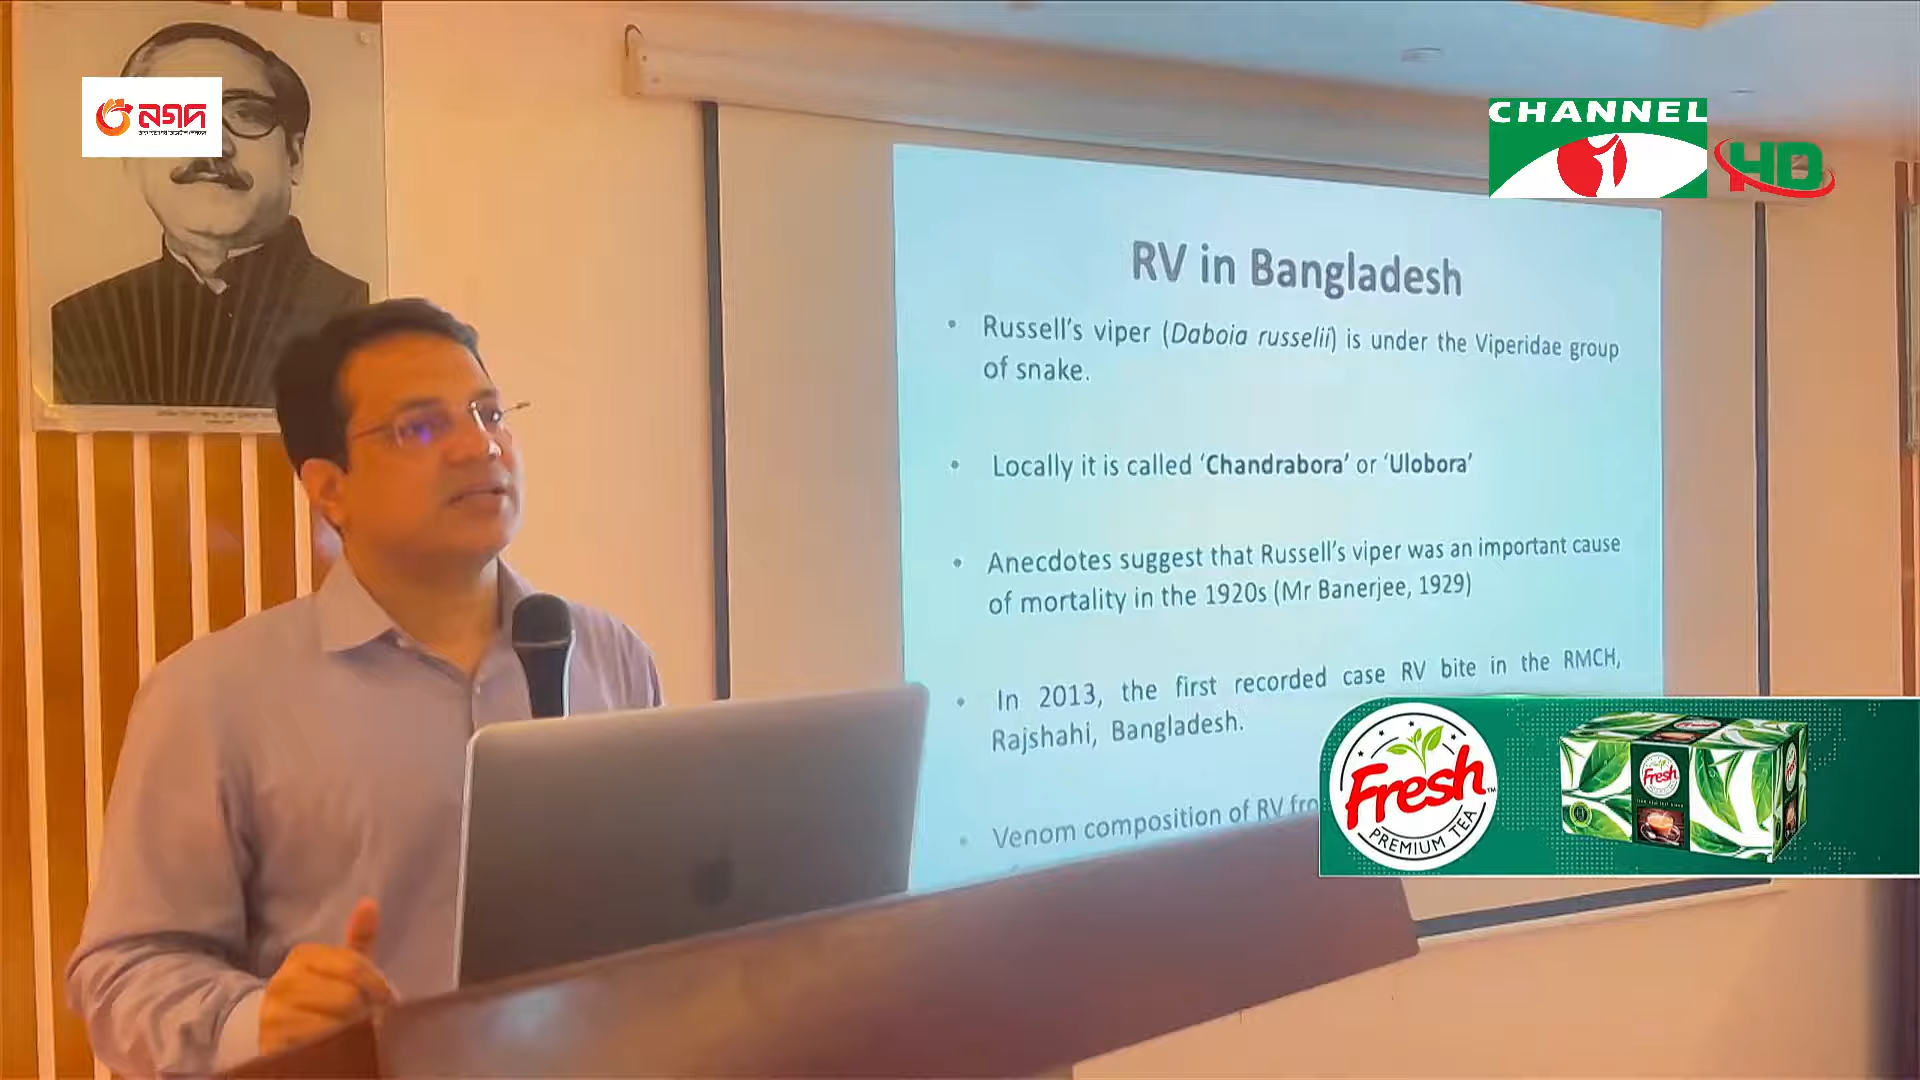 নগদ
CHANNEL
i
HD
RV in Bangladesh
• Russell's viper (Daboia russelii) is under the Viperidae group
of snake.
• Locally it is called ‘Chandrabora’ or ‘Ulobora’
• Anecdotes suggest that Russell's viper was an important cause
of mortality in the 1920s (Mr Banerjee, 1929)
• In 2013, the first recorded case RV bite in the RMCH,
Rajshahi, Bangladesh.
• Venom composition of RV
Fresh
PREMIUM TEA
Fresh